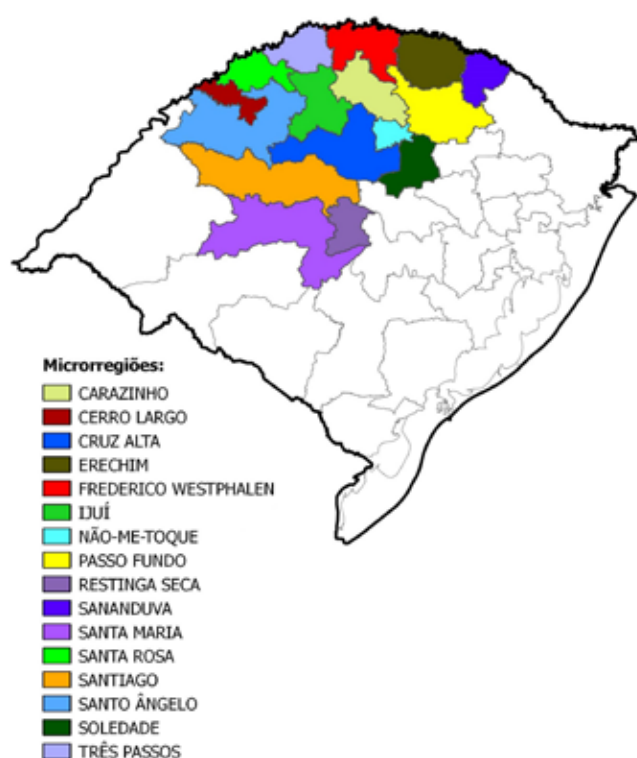 Microrregiões:
CARAZINHO
CERRO LARGO
CRUZ ALTA
ERECHIM
FREDERICO WESTPHALEN
IJUÍ
NÃO-ME-TOQUE
PASSO FUNDO
RESTINGA SECA
SANANDUVA
SANTA MARIA
SANTA ROSA
SANTIAGO
SANTO ÂNGELO
SOLEDADE
TRÊS PASSOS